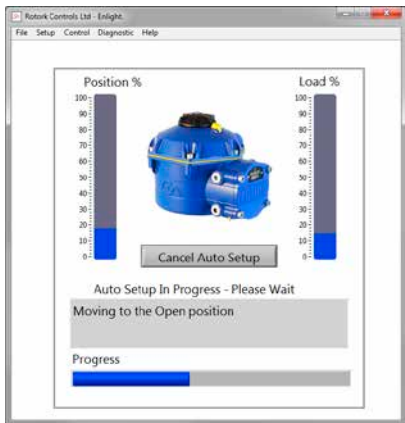 Rotork Controls Ltd - Enlight.
File Setup Control Diagnostic Help
Position % Load %
100 100
90 90
80 80
70 70
60 60
50 50
40 40
30 30
20 20
10 10
0 0
Cancel Auto Setup
Auto Setup In Progress - Please Wait
Moving to the Open position
Progress